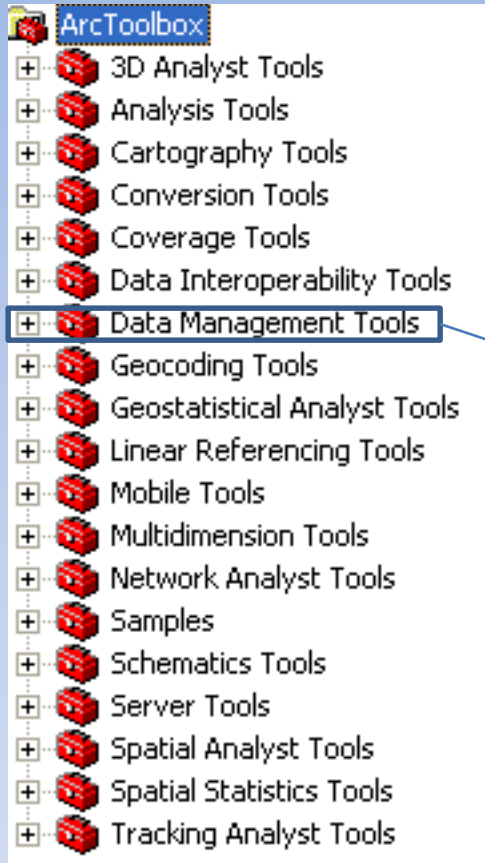 ArcToolbox
3D Analyst Tools
Analysis Tools
Cartography Tools
Conversion Tools
Coverage Tools
Data Interoperability Tools
Data Management Tools
Geocoding Tools
Geostatistical Analyst Tools
Linear Referencing Tools
Mobile Tools
Multidimension Tools
Network Analyst Tools
Samples
Schematics Tools
Server Tools
Spatial Analyst Tools
Spatial Statistics Tools
Tracking Analyst Tools